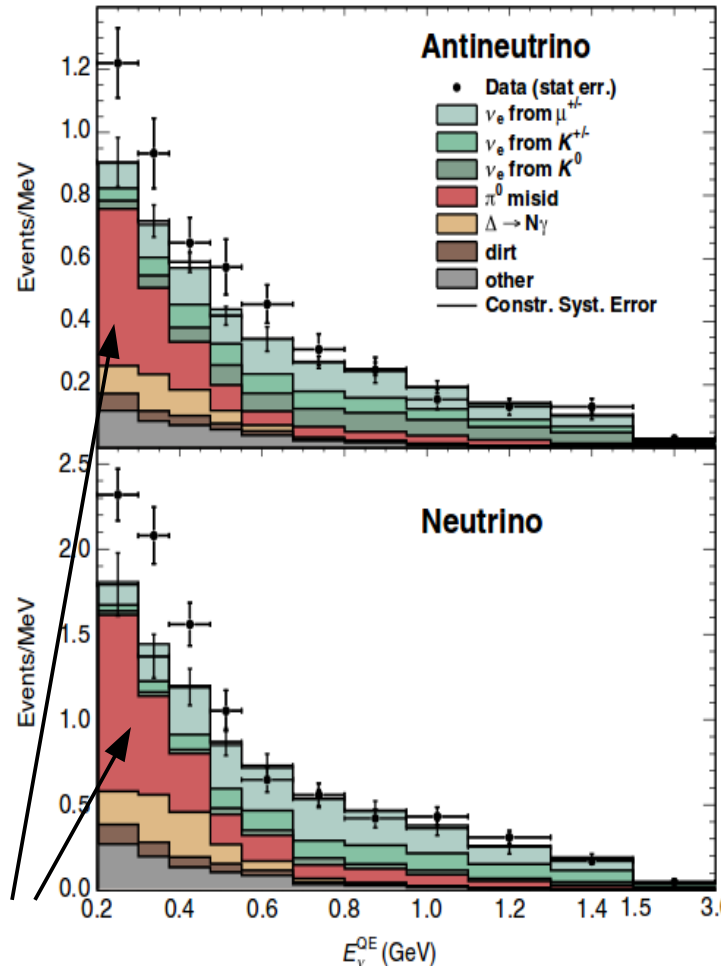 Antineutrino
Data (stat err.)
νe from μ+/-
νe from K+/-
νe from K0
π0 misid
Δ → Nγ
dirt
other
Constr. Syst. Error
Events/MeV
1.2
1.0
0.8
0.6
0.4
0.2
Neutrino
Events/MeV
2.5
2.0
1.5
1.0
0.5
0.0
0.2 0.4 0.6 0.8 1.0 1.2 1.4 1.5 3.0
EνQE (GeV)